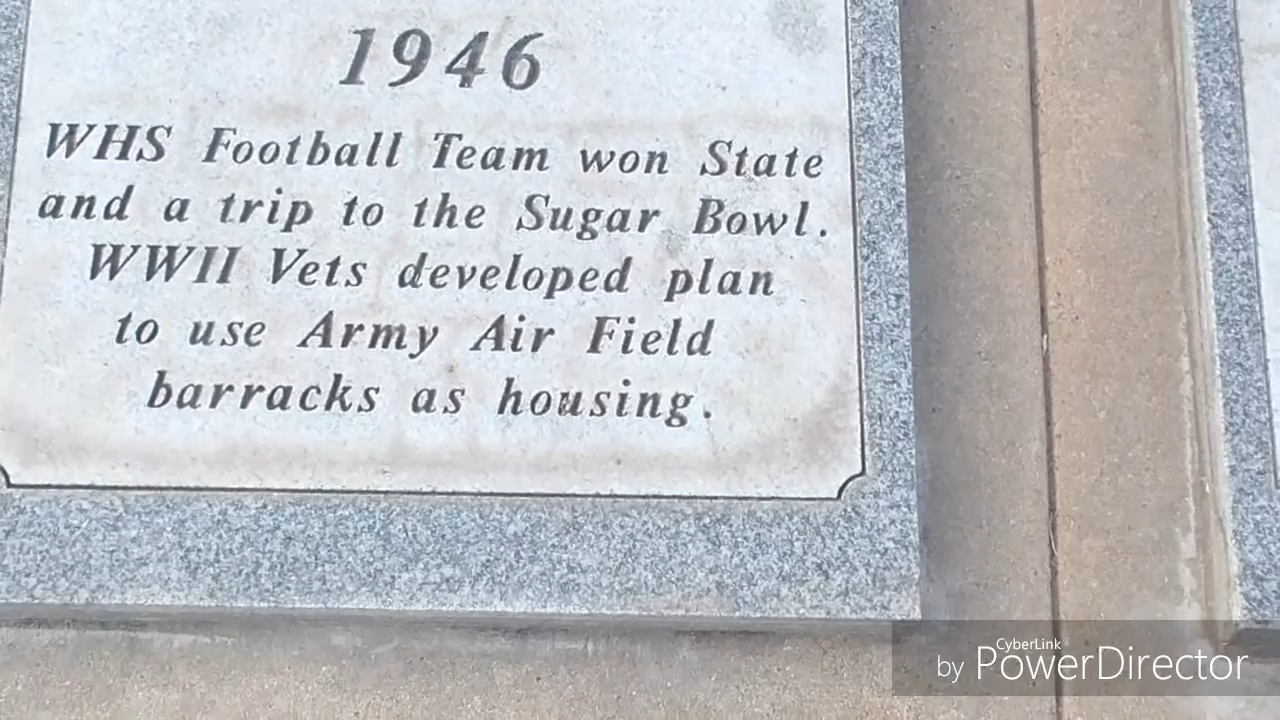 1946
WHS Football Team won State
and a trip to the Sugar Bowl.
WWII Vets developed plan
to use Army Air Field
barracks as housing.
CyberLink
by PowerDirector